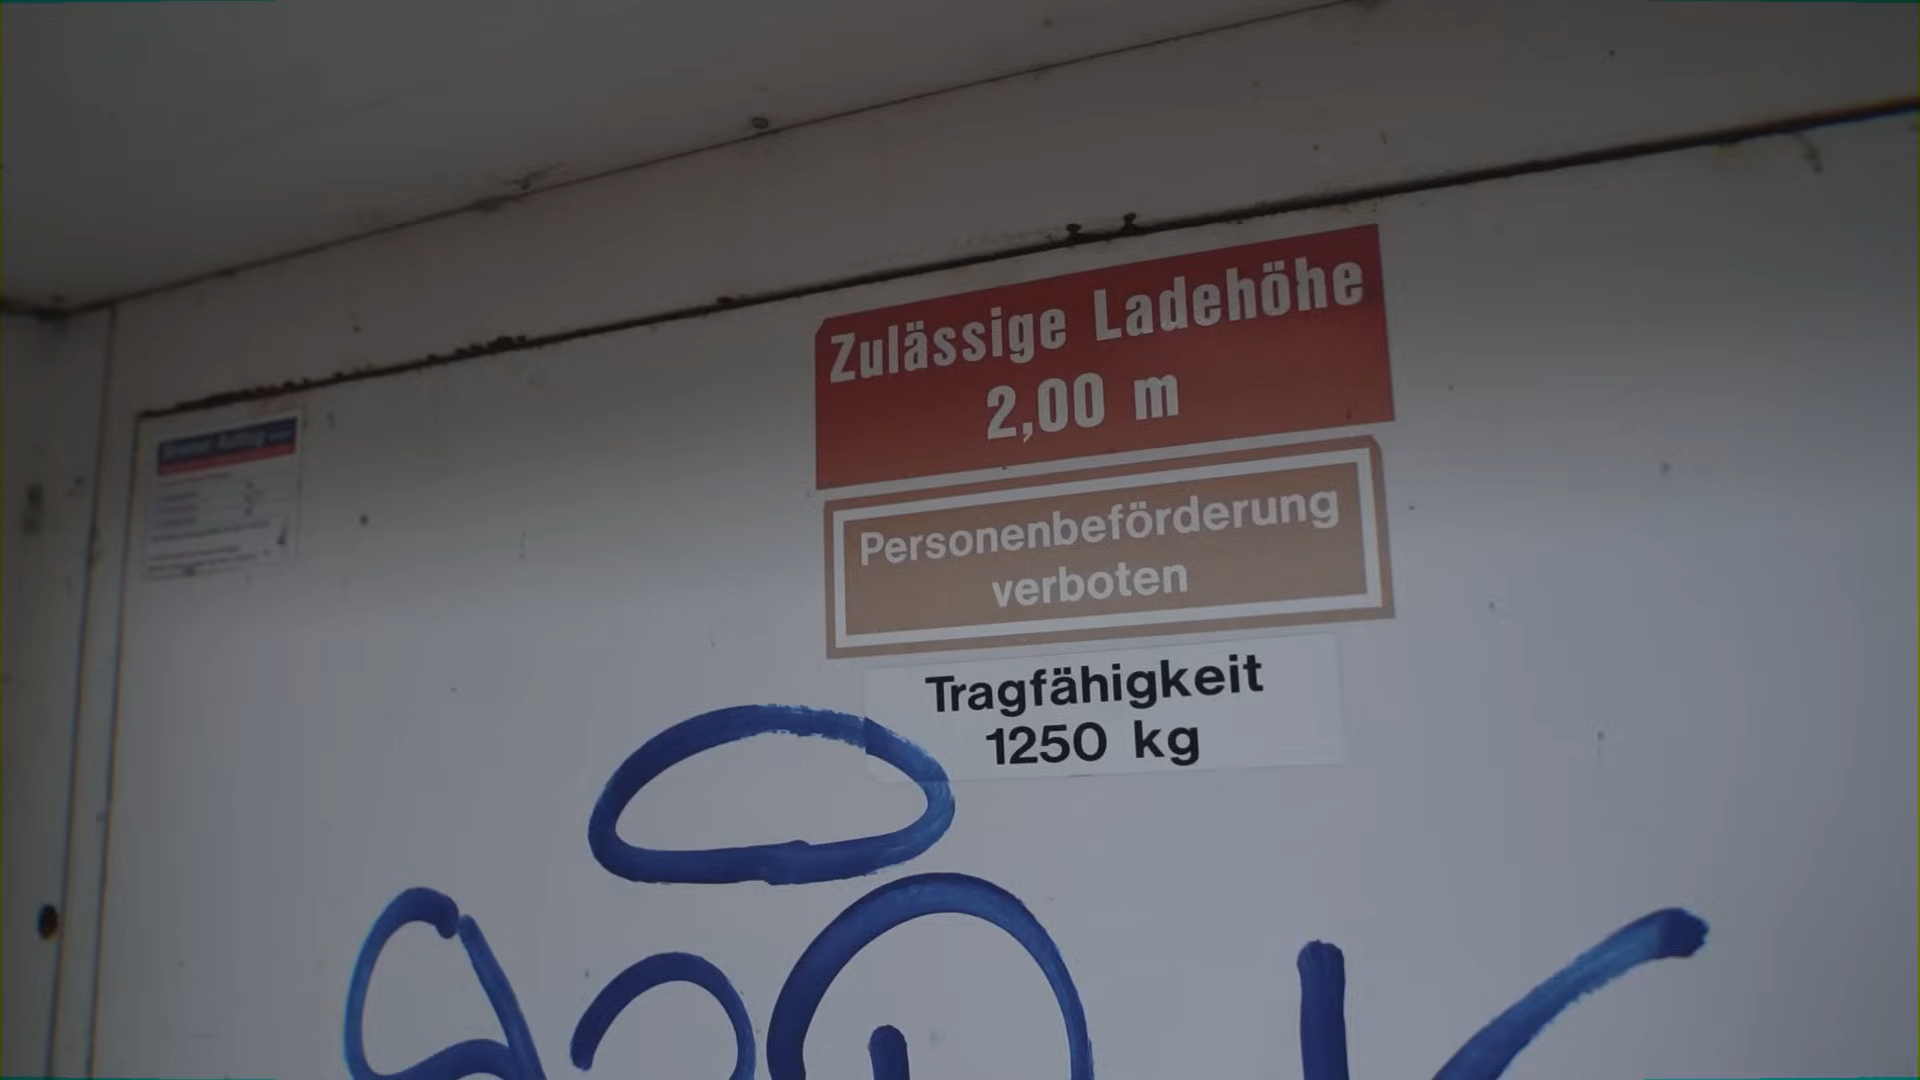 Zulässige Ladehöhe
2,00 m
Personenbeförderung
verboten
Tragfähigkeit
1250 kg